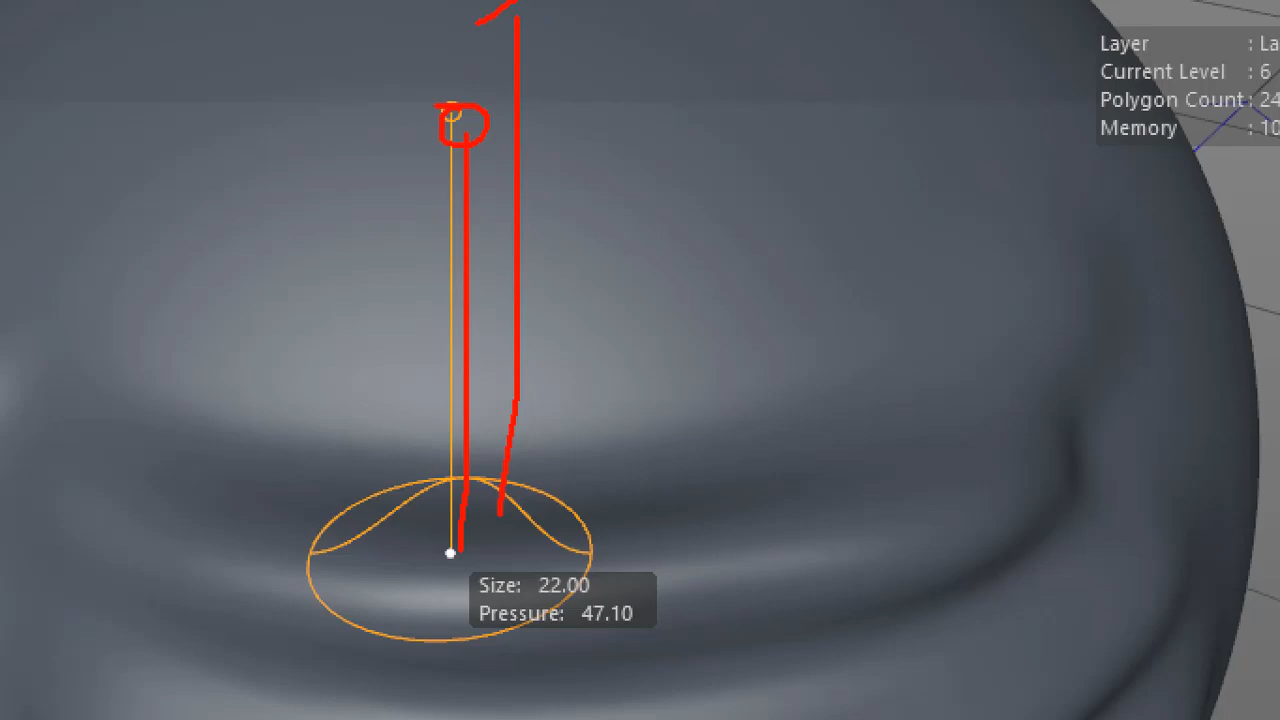 Layer : La
Current Level : 6
Polygon Count : 24
Memory : 10
Size: 22.00
Pressure: 47.10